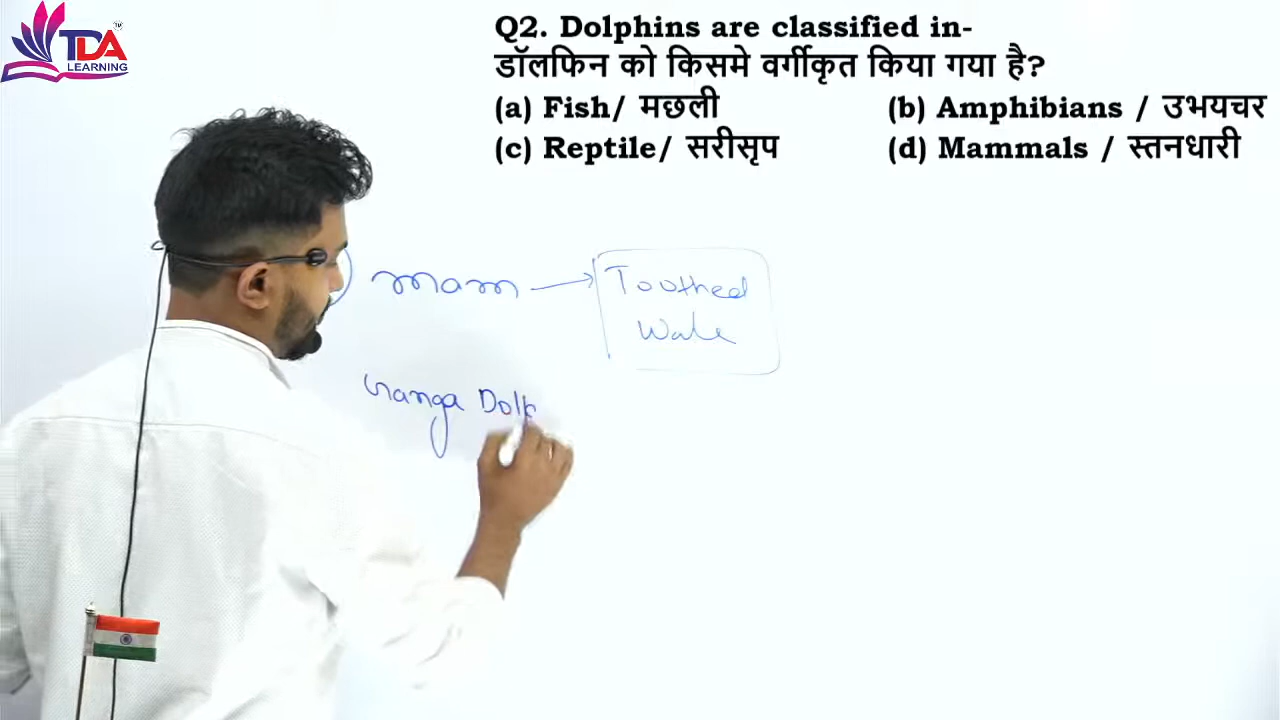 TDA
LEARNING
Q2. Dolphins are classified in-
डॉलफिन को किसमे वर्गीकृत किया गया है?
(a) Fish/ मछली (b) Amphibians / उभयचर
(c) Reptile/ सरीसृप (d) Mammals / स्तनधारी
mam Toothed
Wale
Ganga Dolp